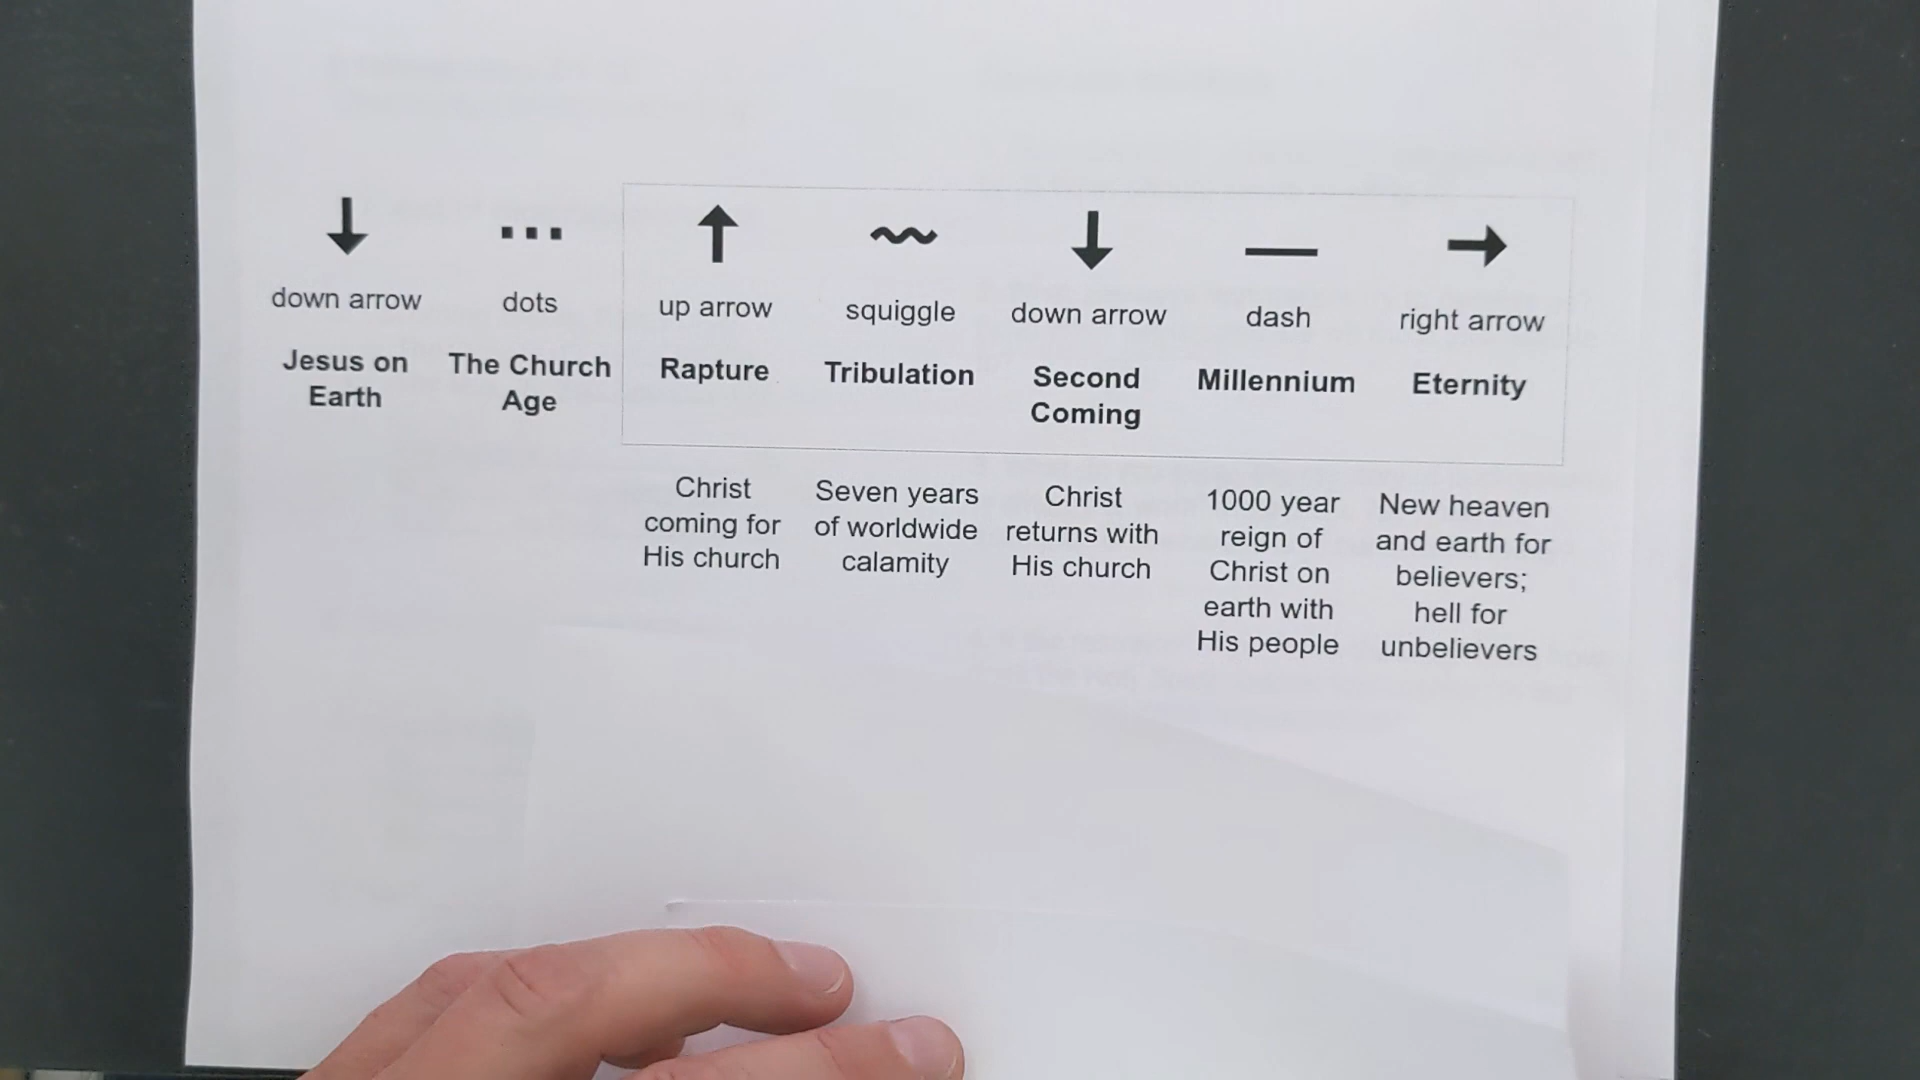 down arrow
dots
up arrow
squiggle
down arrow
dash
right arrow
Jesus on
Earth
The Church
Age
Rapture
Tribulation
Second
Coming
Millennium
Eternity
Christ
coming for
His church
Seven years
of worldwide
calamity
Christ
returns with
His church
1000 year
reign of
Christ on
earth with
His people
New heaven
and earth for
believers;
hell for
unbelievers